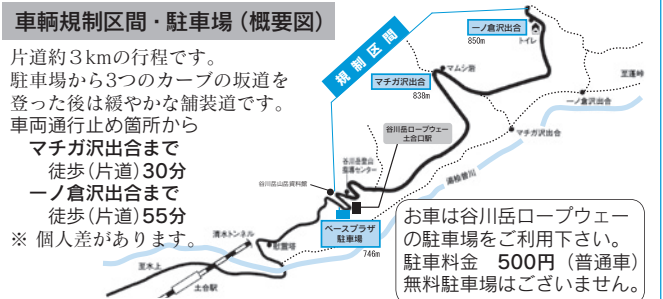 車輌規制区間・駐車場（概要図）
片道約３kmの行程です。
駐車場から3つのカーブの坂道を
登った後は緩やかな舗装道です。
車両通行止め箇所から
マチガ沢出合まで
徒歩（片道）30分
一ノ倉沢出合まで
徒歩（片道）55分
※ 個人差があります。
規制区間
一ノ倉沢出合
850m
トイレ
マムシ岩
マチガ沢出合
838m
至蓬峠
一ノ倉沢出合
マチガ沢出合
谷川岳ロープウェー
土合口駅
谷川岳登山
指導センター
湯桧曽川
谷川岳山岳資料館
ベースプラザ
駐車場
746m
慰霊塔
清水トンネル
至水上
土合駅
お車は谷川岳ロープウェー
の駐車場をご利用下さい。
駐車料金　500円（普通車）
無料駐車場はございません。